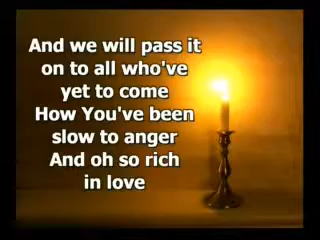 And we will pass it
on to all who've
yet to come
How You've been
slow to anger
And oh so rich
in love